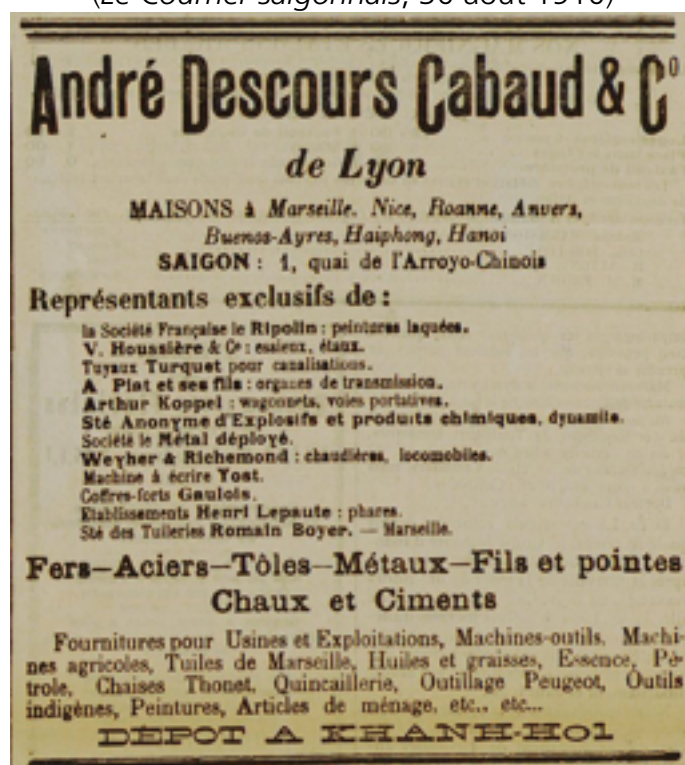 (Le Courrier saïgonnais, 30 août 1910)
André Descours Cabaud & Cº
de Lyon
MAISONS à Marseille. Nice, Roanne, Anvers,
Buenos-Ayres, Haiphong, Hanoi
SAIGON : 1, quai de l'Arroyo-Chinois
Représentants exclusifs de :
la Société Française le Ripolin : peintures laquées.
V. Houssière & Cº : essieux, étaux.
Tuyaux Turquet pour canalisations.
A. Piat et ses fils : organes de transmission.
Arthur Koppel : wagonnets, voies portatives.
Sté Anonyme d'Explosifs et produits chimiques, dynamite.
Société le Métal déployé.
Weyher & Richemond : chaudières, locomobiles.
Machine à écrire Yost.
Coffres-forts Gaulois.
Etablissements Henri Lepaute : phares.
Sté des Tuileries Romain Boyer. — Marseille.
Fers—Aciers—Tôles—Métaux—Fils et pointes
Chaux et Ciments
Fournitures pour Usines et Exploitations, Machines-outils. Machi-
nes agricoles, Tuiles de Marseille, Huiles et graisses, Essence, Pé-
trole, Chaises Thonet, Quincaillerie, Outillage Peugeot, Outils
indigènes, Peintures, Articles de ménage, etc., etc...
DÉPOT A KHANH-HOI